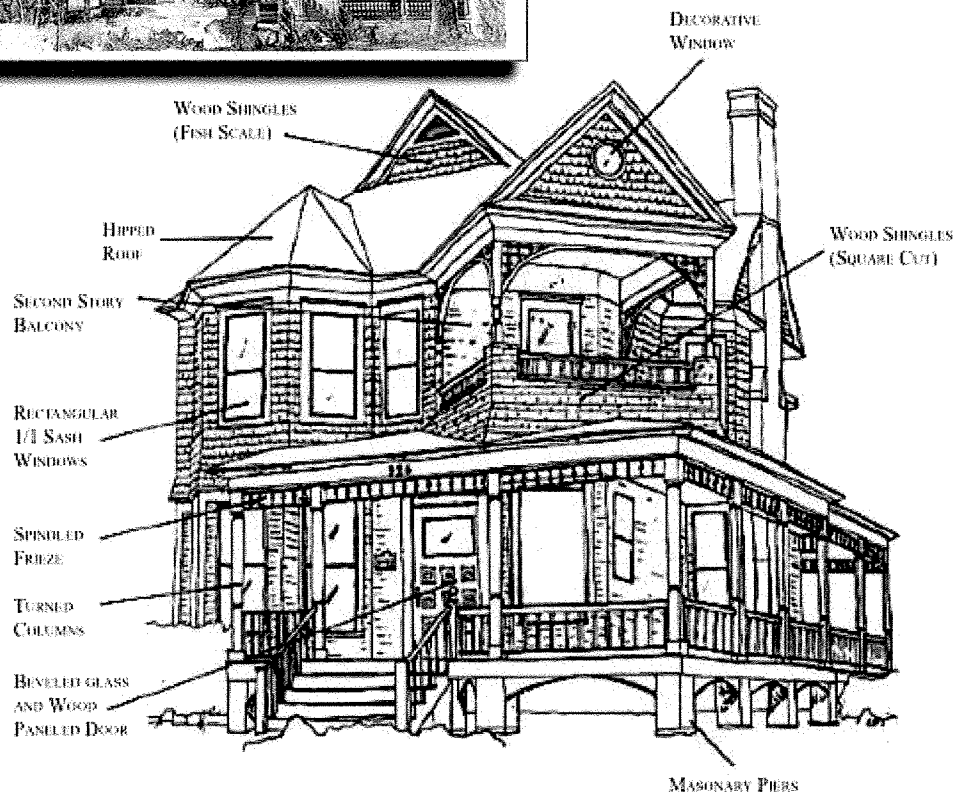 Decorative
Window
Wood Shingles
(Fish Scale)
Hipped
Roof
Wood Shingles
(Square Cut)
Second Story
Balcony
Rectangular
1/1 Sash
Windows
Spindled
Frieze
Turned
Columns
Beveled glass
and Wood
Paneled Door
Masonary Piers